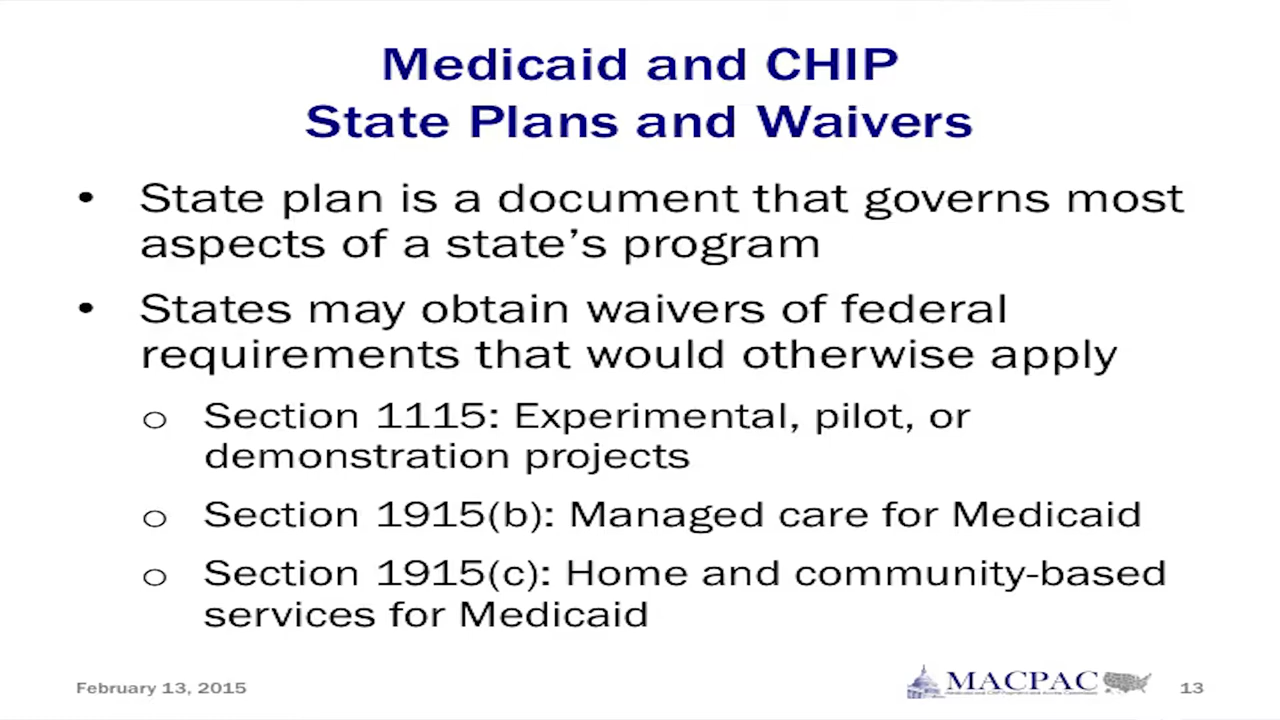 Medicaid and CHIP
State Plans and Waivers
• State plan is a document that governs most
aspects of a state's program
• States may obtain waivers of federal
requirements that would otherwise apply
o Section 1115: Experimental, pilot, or
demonstration projects
o Section 1915(b): Managed care for Medicaid
o Section 1915(c): Home and community-based
services for Medicaid
February 13, 2015
MACPAC
13